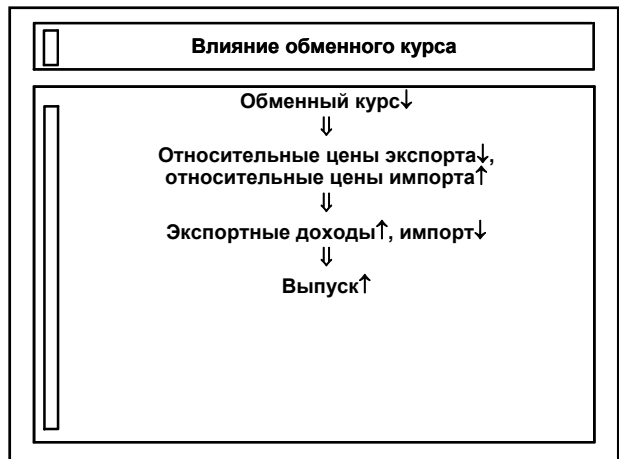 Влияние обменного курса
Обменный курс↓
⇓
Относительные цены экспорта↓,
относительные цены импорта↑
⇓
Экспортные доходы↑, импорт↓
⇓
Выпуск↑